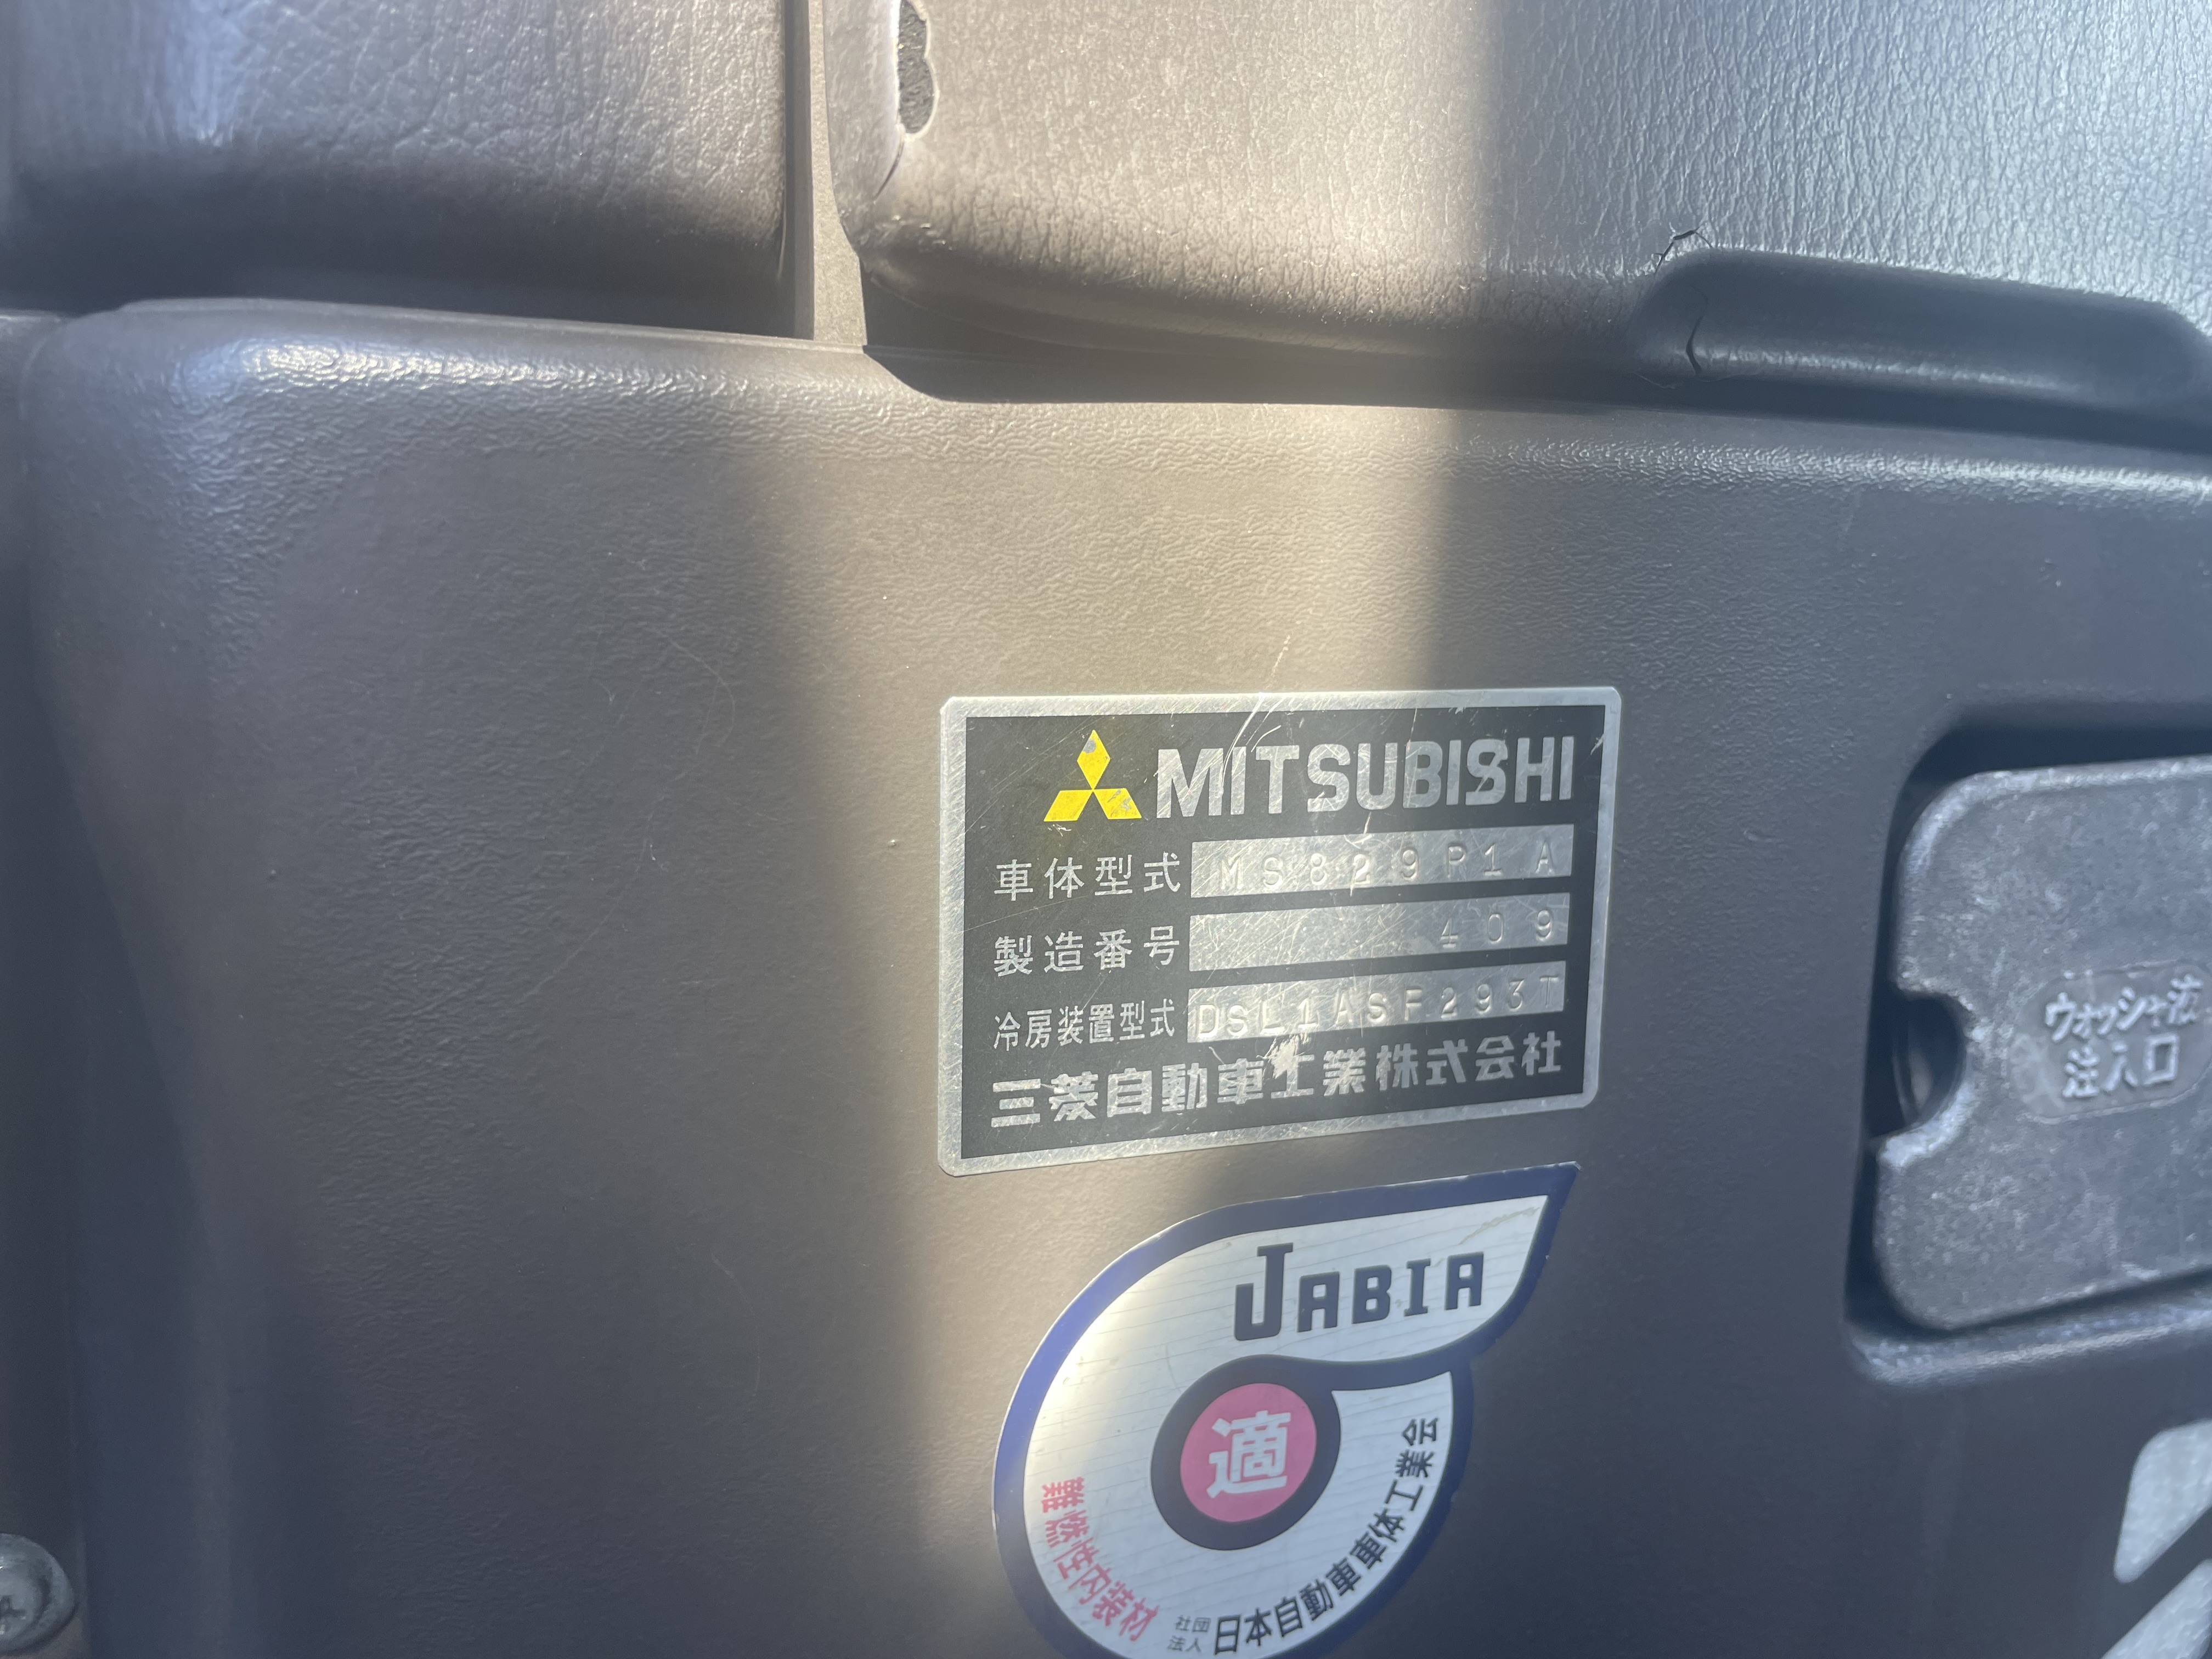 MITSUBISHI
車体型式 MS829P1A
製造番号 409
冷房装置型式 DSL1ASF293T
三菱自動車工業株式会社
ウォッシャ液
注入口
JABIA
適
難燃性内装材
社団法人 日本自動車車体工業会